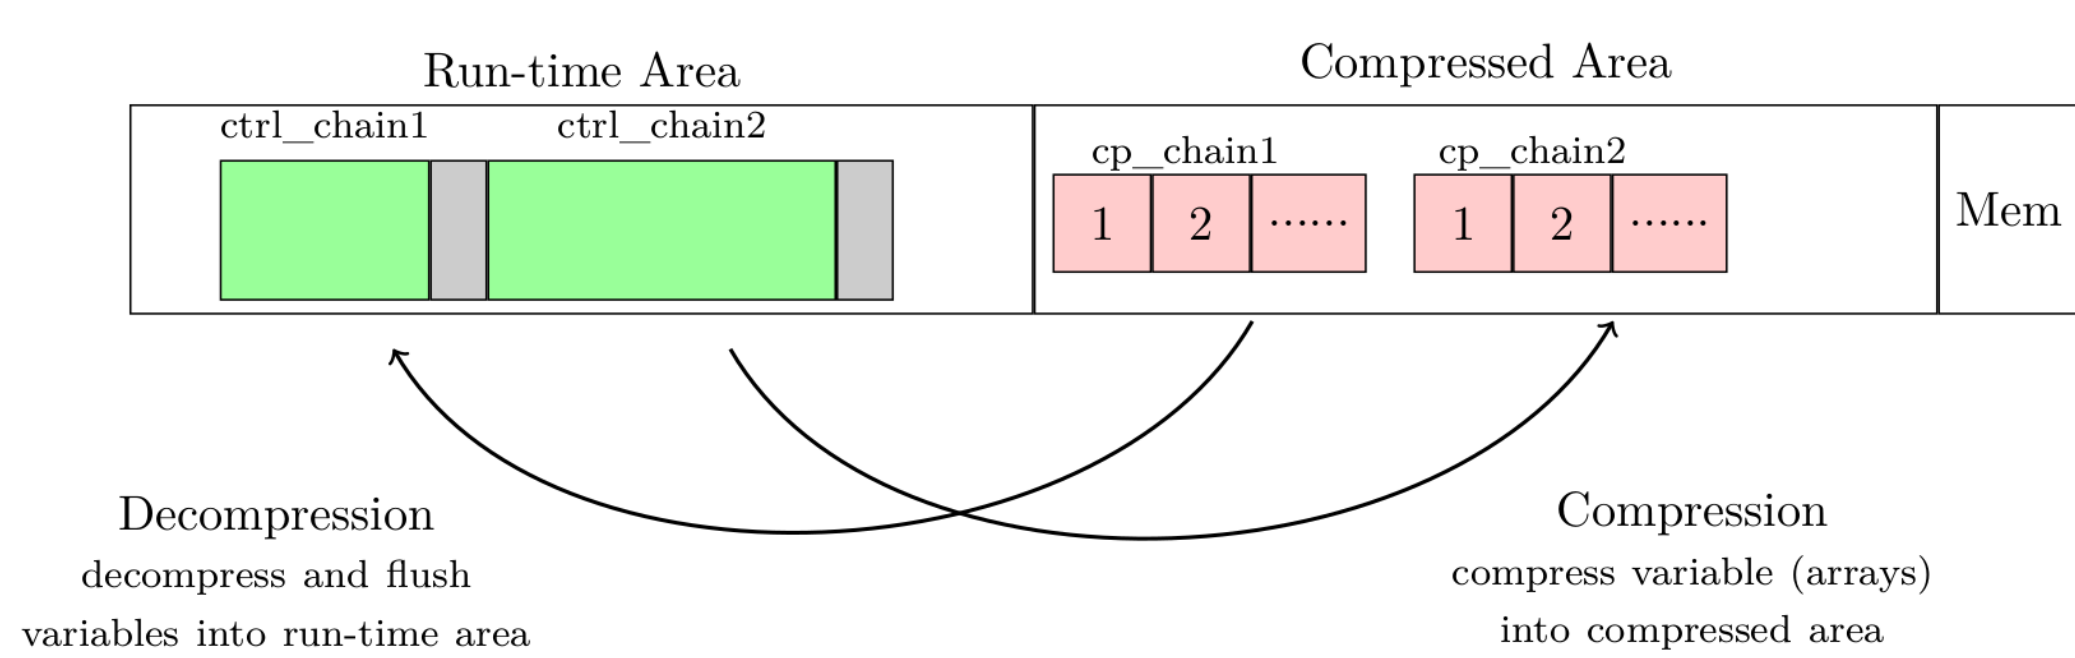 Run-time Area
Compressed Area
ctrl_chain1
ctrl_chain2
cp_chain1
cp_chain2
1
2
......
1
2
......
Mem
Decompression
decompress and flush
variables into run-time area
Compression
compress variable (arrays)
into compressed area